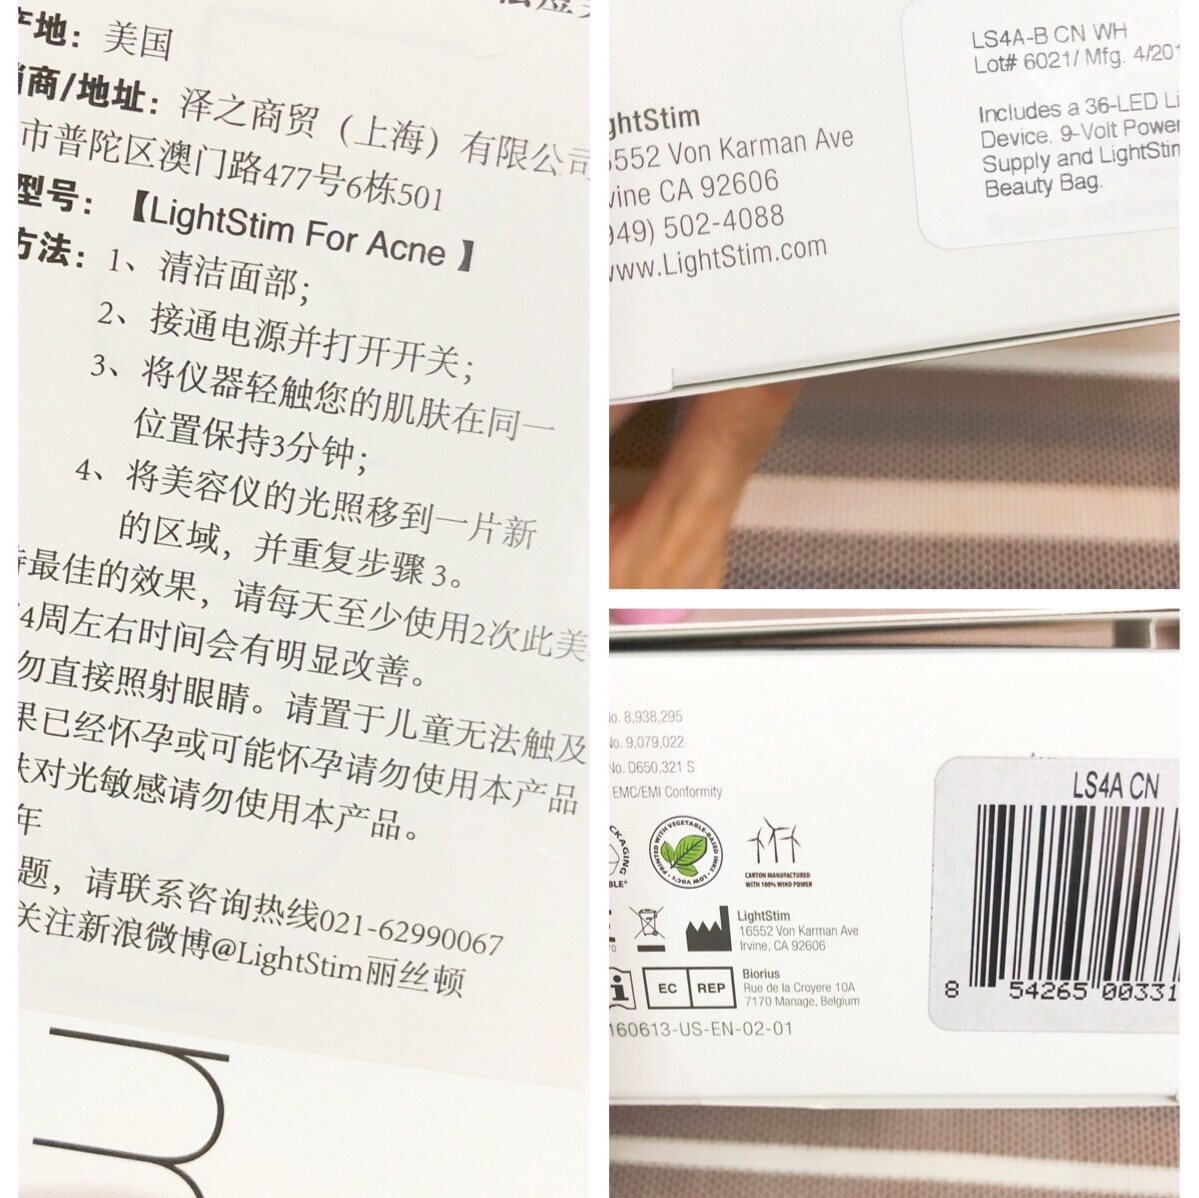 产地：美国
销商/地址：泽之商贸（上海）有限公司
市普陀区澳门路477号6栋501
型号：【LightStim For Acne】
方法：1、清洁面部；
2、接通电源并打开开关；
3、将仪器轻触您的肌肤在同一
位置保持3分钟；
4、将美容仪的光照移到一片新
的区域，并重复步骤 3。
最佳的效果，请每天至少使用2次此美
4周左右时间会有明显改善。
勿直接照射眼睛。请置于儿童无法触及
果已经怀孕或可能怀孕请勿使用本产品
肤对光敏感请勿使用本产品。
年
题，请联系咨询热线021-62990067
关注新浪微博@LightStim丽丝顿
LS4A-B CN WH
Lot# 6021/ Mfg. 4/201
Includes a 36-LED Li
Device, 9-Volt Power
Supply and LightStim
Beauty Bag.
ghtStim
6552 Von Karman Ave
vine CA 92606
949) 502-4088
www.LightStim.com
No. 8,938,295
No. 9,079,022
No. D650,321 S
EMC/EMI Conformity
CKAGING
BLE*
PRINTED WITH VEGETABLE-BASED INKS • LOW VOC's
CARTON MANUFACTURED
WITH 100% WIND POWER
LightStim
16552 Von Karman Ave
Irvine, CA 92606
EC REP
Biorius
Rue de la Croyere 10A
7170 Manage, Belgium
160613-US-EN-02-01
LS4A CN
8 54265 00331